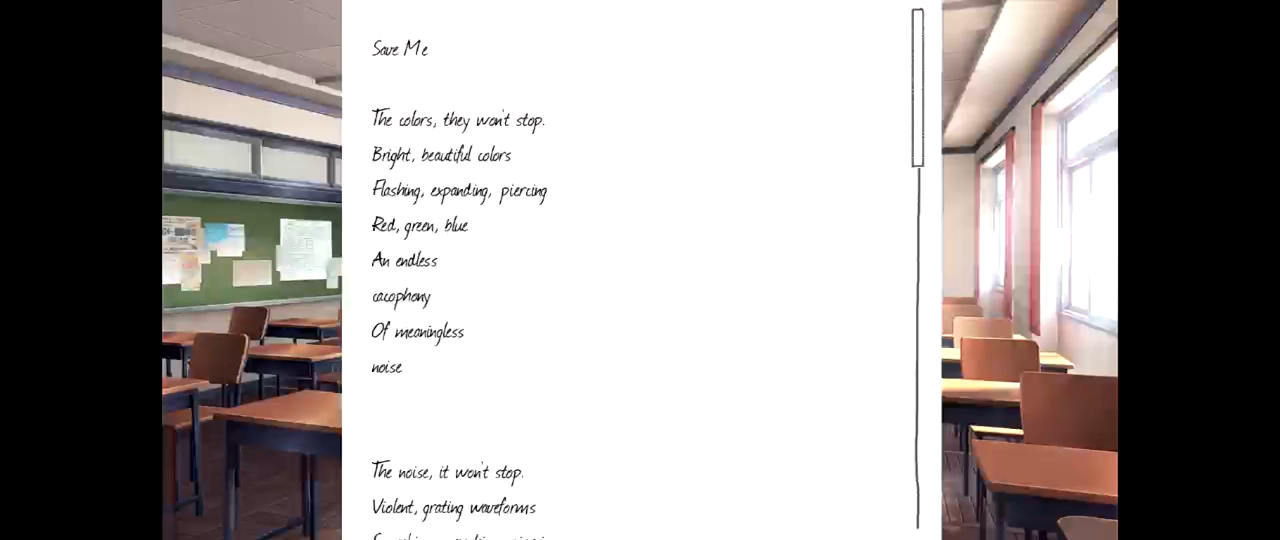 Save Me
The colors, they won't stop.
Bright, beautiful colors
Flashing, expanding, piercing
Red, green, blue
An endless
cacophony
Of meaningless
noise
The noise, it won't stop.
Violent, grating waveforms